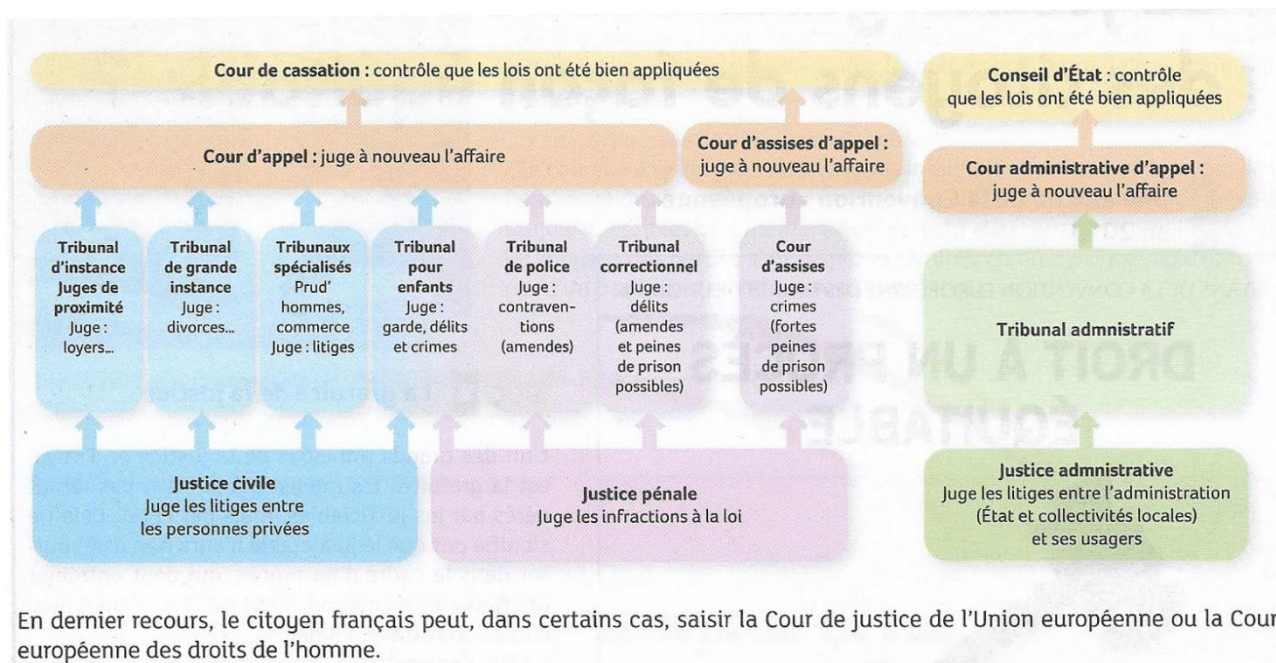 Cour de cassation : contrôle que les lois ont été bien appliquées
Conseil d'État : contrôle
que les lois ont été bien appliquées
Cour d'appel : juge à nouveau l'affaire
Cour d'assises d'appel :
juge à nouveau l'affaire
Cour administrative d'appel :
juge à nouveau l'affaire
Tribunal
d'instance
Juges de
proximité
Juge :
loyers...
Tribunal
de grande
instance
Juge :
divorces...
Tribunaux
spécialisés
Prud'
hommes,
commerce
Juge : litiges
Tribunal
pour
enfants
Juge :
garde, délits
et crimes
Tribunal
de police
Juge :
contraven-
tions
(amendes)
Tribunal
correctionnel
Juge :
délits
(amendes
et peines
de prison
possibles)
Cour
d'assises
Juge :
crimes
(fortes
peines
de prison
possibles)
Tribunal admnistratif
Justice civile
Juge les litiges entre
les personnes privées
Justice pénale
Juge les infractions à la loi
Justice admnistrative
Juge les litiges entre l'administration
(État et collectivités locales)
et ses usagers
DROIT À UN PROCÈS
ÉQUITABLE
La gratuité de la justice
En dernier recours, le citoyen français peut, dans certains cas, saisir la Cour de justice de l'Union européenne ou la Cour
européenne des droits de l'homme.